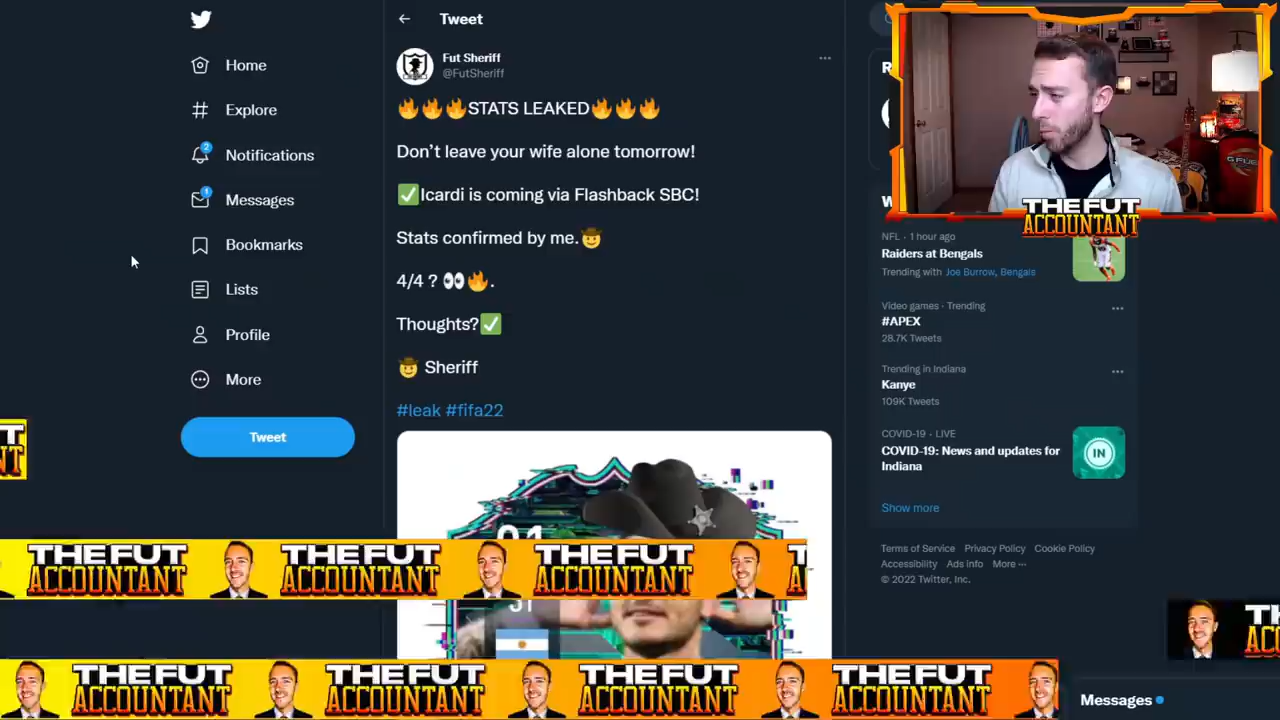 Tweet
Fut Sheriff
@FutSheriff
🔥🔥🔥STATS LEAKED🔥🔥🔥
Don't leave your wife alone tomorrow!
✅Icardi is coming via Flashback SBC!
Stats confirmed by me.🤠
4/4 ? 👀🔥.
Thoughts?✅
🤠 Sheriff
#leak #fifa22
Home
Explore
2
Notifications
1
Messages
Bookmarks
Lists
Profile
More
Tweet
THE FUT
ACCOUNTANT
NFL · 1 hour ago
Raiders at Bengals
Trending with Joe Burrow, Bengals
Video games · Trending
#APEX
28.7K Tweets
Trending in Indiana
Kanye
109K Tweets
COVID-19 · LIVE
COVID-19: News and updates for
Indiana
IN
Show more
Terms of Service Privacy Policy Cookie Policy
Accessibility Ads info More ···
© 2022 Twitter, Inc.
THE FUT THE FUT THE FUT T
ACCOUNTANT ACCOUNTANT ACCOUNTANT A
THE FUT THE FUT THE FUT THE FUT
ACCOUNTANT ACCOUNTANT ACCOUNTANT ACCOUNTANT
Messages